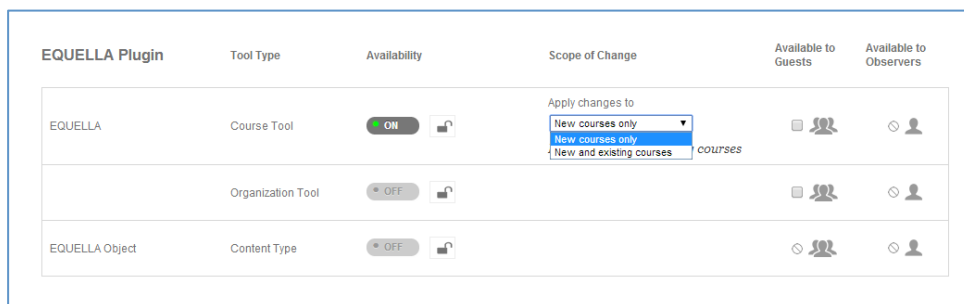 EQUELLA Plugin Tool Type Availability Scope of Change Available to Guests Available to Observers
Apply changes to
EQUELLA Course Tool ON New courses only
New courses only
New and existing courses courses
Organization Tool OFF
EQUELLA Object Content Type OFF